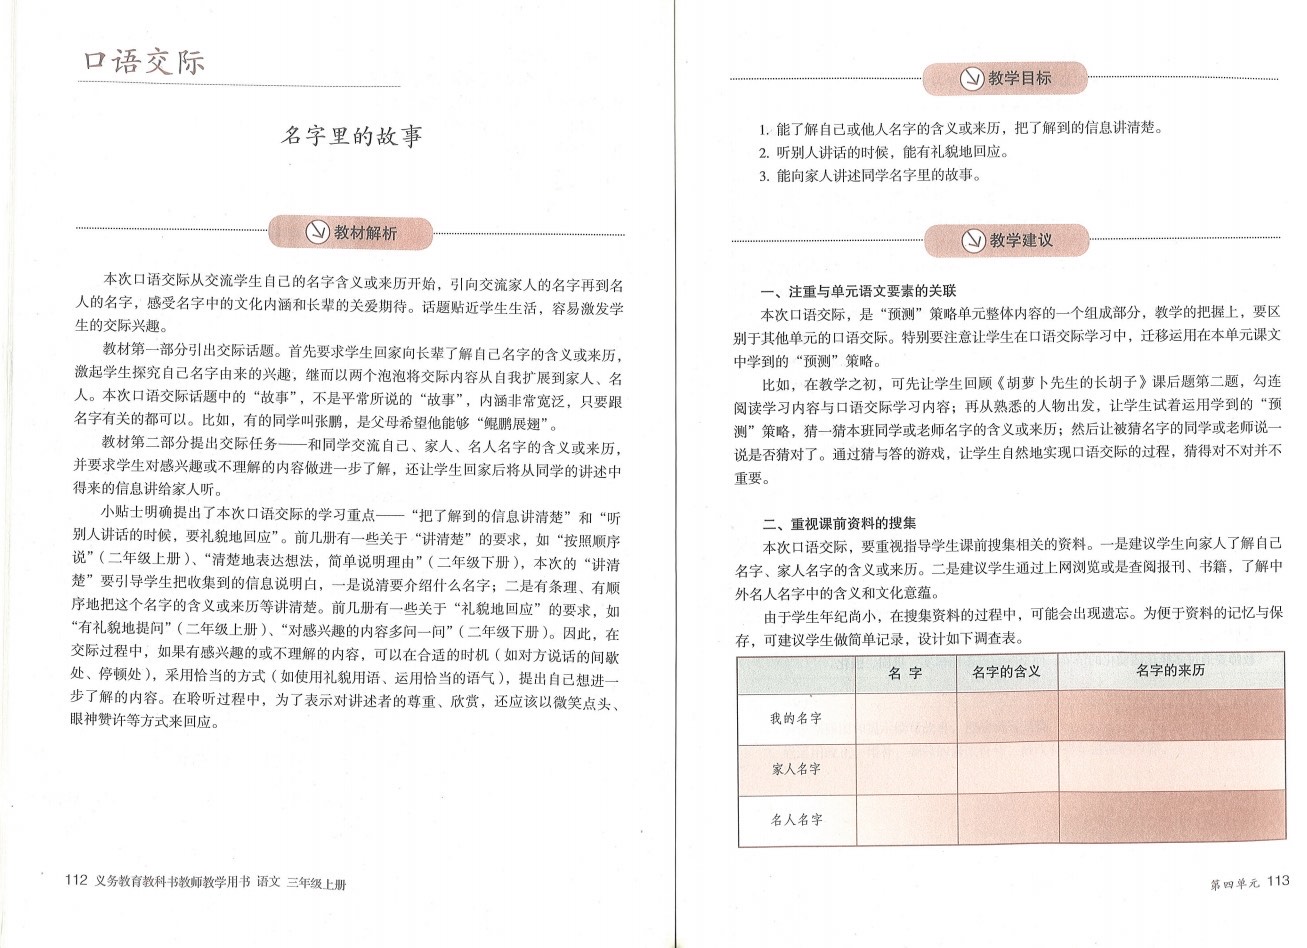 口语交际
名字里的故事
教材解析
本次口语交际从交流学生自己的名字含义或来历开始，引向交流家人的名字再到名
人的名字，感受名字中的文化内涵和长辈的关爱期待。话题贴近学生生活，容易激发学
生的交际兴趣。
教材第一部分引出交际话题。首先要求学生回家向长辈了解自己名字的含义或来历，
激起学生探究自己名字由来的兴趣，继而以两个泡泡将交际内容从自我扩展到家人、名
人。本次口语交际话题中的“故事”，不是平常所说的“故事”，内涵非常宽泛，只要跟
名字有关的都可以。比如，有的同学叫张鹏，是父母希望他能够“鲲鹏展翅”。
教材第二部分提出交际任务——和同学交流自己、家人、名人名字的含义或来历，
并要求学生对感兴趣或不理解的内容做进一步了解，还让学生回家后将从同学的讲述中
得来的信息讲给家人听。
小贴士明确提出了本次口语交际的学习重点——“把了解到的信息讲清楚”和“听
别人讲话的时候，要礼貌地回应”。前几册有一些关于“讲清楚”的要求，如“按照顺序
说”（二年级上册）、“清楚地表达想法，简单说明理由”（二年级下册），本次的“讲清
楚”要引导学生把收集到的信息说明白，一是说清要介绍什么名字；二是有条理、有顺
序地把这个名字的含义或来历等讲清楚。前几册有一些关于“礼貌地回应”的要求，如
“有礼貌地提问”（二年级上册）、“对感兴趣的内容多问一问”（二年级下册）。因此，在
交际过程中，如果有感兴趣的或不理解的内容，可以在合适的时机（如对方说话的间歇
处、停顿处），采用恰当的方式（如使用礼貌用语、运用恰当的语气），提出自己想进一
步了解的内容。在聆听过程中，为了表示对讲述者的尊重、欣赏，还应该以微笑点头、
眼神赞许等方式来回应。
112 义务教育教科书教师教学用书 语文 三年级上册
教学目标
1. 能了解自己或他人名字的含义或来历，把了解到的信息讲清楚。
2. 听别人讲话的时候，能有礼貌地回应。
3. 能向家人讲述同学名字里的故事。
教学建议
一、注重与单元语文要素的关联
本次口语交际，是“预测”策略单元整体内容的一个组成部分，教学的把握上，要区
别于其他单元的口语交际。特别要注意让学生在口语交际学习中，迁移运用在本单元课文
中学到的“预测”策略。
比如，在教学之初，可先让学生回顾《胡萝卜先生的长胡子》课后题第二题，勾连
阅读学习内容与口语交际学习内容；再从熟悉的人物出发，让学生试着运用学到的“预
测”策略，猜一猜本班同学或老师名字的含义或来历；然后让被猜名字的同学或老师说一
说是否猜对了。通过猜与答的游戏，让学生自然地实现口语交际的过程，猜得对不对并不
重要。
二、重视课前资料的搜集
本次口语交际，要重视指导学生课前搜集相关的资料。一是建议学生向家人了解自己
名字、家人名字的含义或来历。二是建议学生通过上网浏览或是查阅报刊、书籍，了解中
外名人名字中的含义和文化意蕴。
由于学生年纪尚小，在搜集资料的过程中，可能会出现遗忘。为便于资料的记忆与保
存，可建议学生做简单记录，设计如下调查表。
名 字 名字的含义 名字的来历
我的名字
家人名字
名人名字
第四单元 113